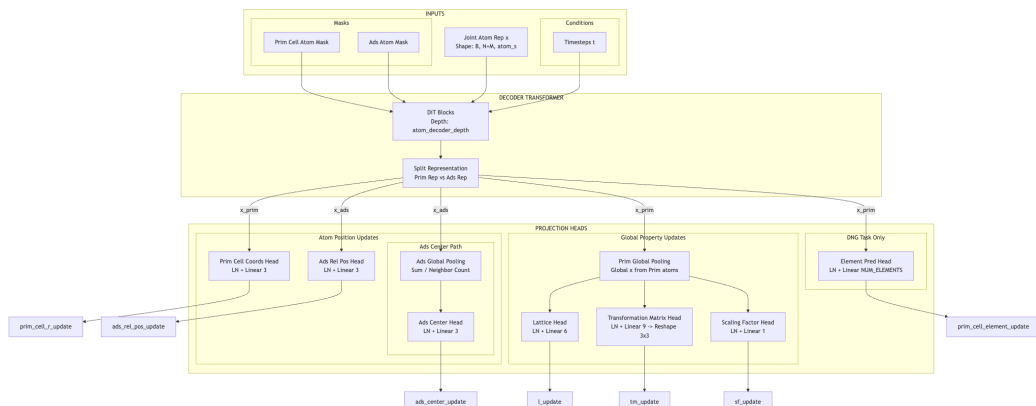 INPUTS
Masks
Conditions
Prim Cell Atom Mask
Ads Atom Mask
Joint Atom Rep x
Shape: B, N+M, atom_s
Timesteps t
DECODER TRANSFORMER
DiT Blocks
Depth:
atom_decoder_depth
Split Representation
Prim Rep vs Ads Rep
x_prim
x_ads
x_ads
x_prim
x_prim
PROJECTION HEADS
Atom Position Updates
Global Property Updates
DNG Task Only
Ads Center Path
Prim Cell Coords Head
LN + Linear 3
Ads Rel Pos Head
LN + Linear 3
Ads Global Pooling
Sum / Neighbor Count
Prim Global Pooling
Global x from Prim atoms
Element Pred Head
LN + Linear NUM_ELEMENTS
Ads Center Head
LN + Linear 3
Lattice Head
LN + Linear 6
Transformation Matrix Head
LN + Linear 9 -> Reshape
3x3
Scaling Factor Head
LN + Linear 1
prim_cell_r_update
ads_rel_pos_update
prim_cell_element_update
ads_center_update
l_update
tm_update
sf_update